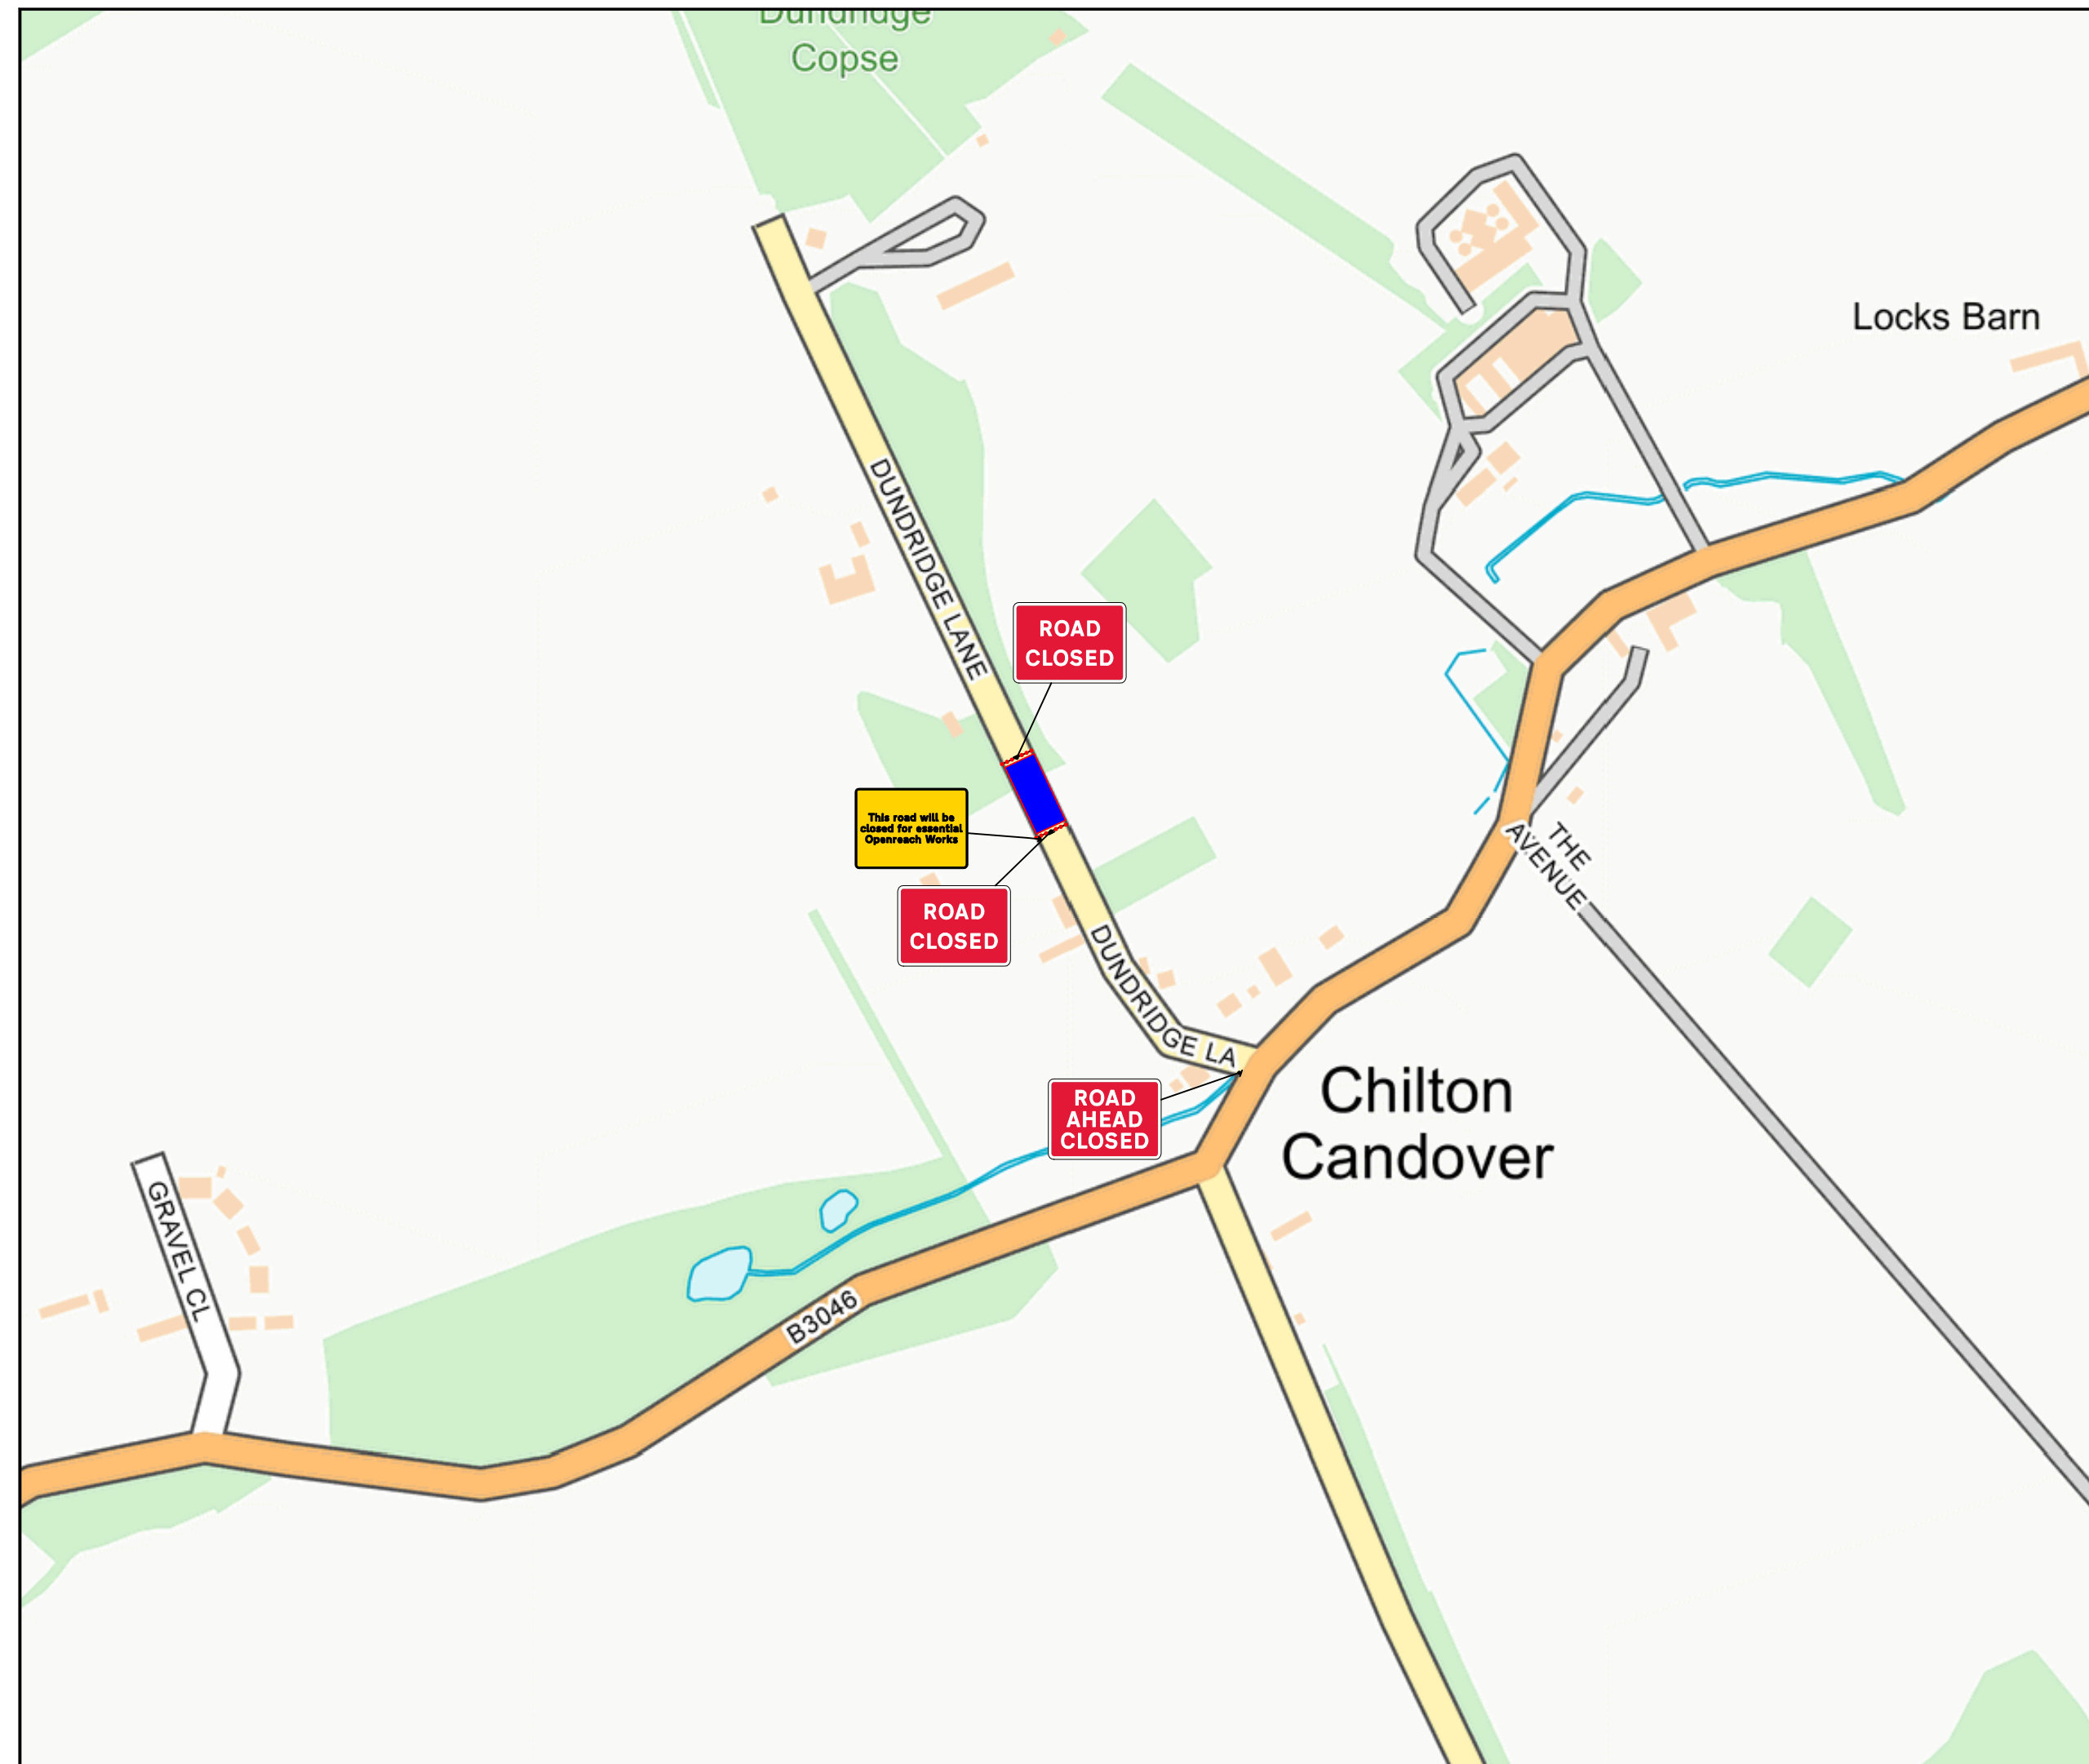 Dundridge
Copse
Locks Barn
DUNDRIDGE LANE
ROAD
CLOSED
This road will be
closed for essential
Openreach Works
ROAD
CLOSED
THE
AVENUE
DUNDRIDGE LA
ROAD
AHEAD
CLOSED
Chilton
Candover
GRAVEL CL
B3046